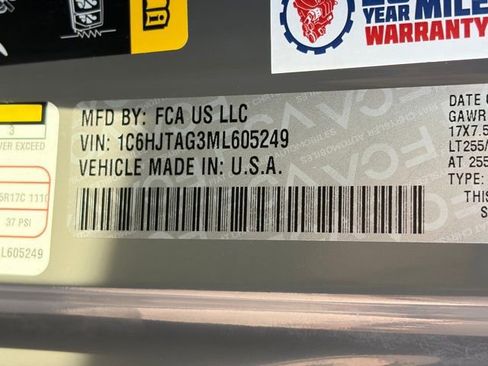 YEAR MILE
WARRANTY
MFD BY: FCA US LLC
VIN: 1C6HJTAG3ML605249
VEHICLE MADE IN: U.S.A.
DATE O
GAWR
17X7.5
LT255/
AT 255
TYPE:
THIS
S
3
VER EXCEED
5R17C 111
37 PSI
L605249